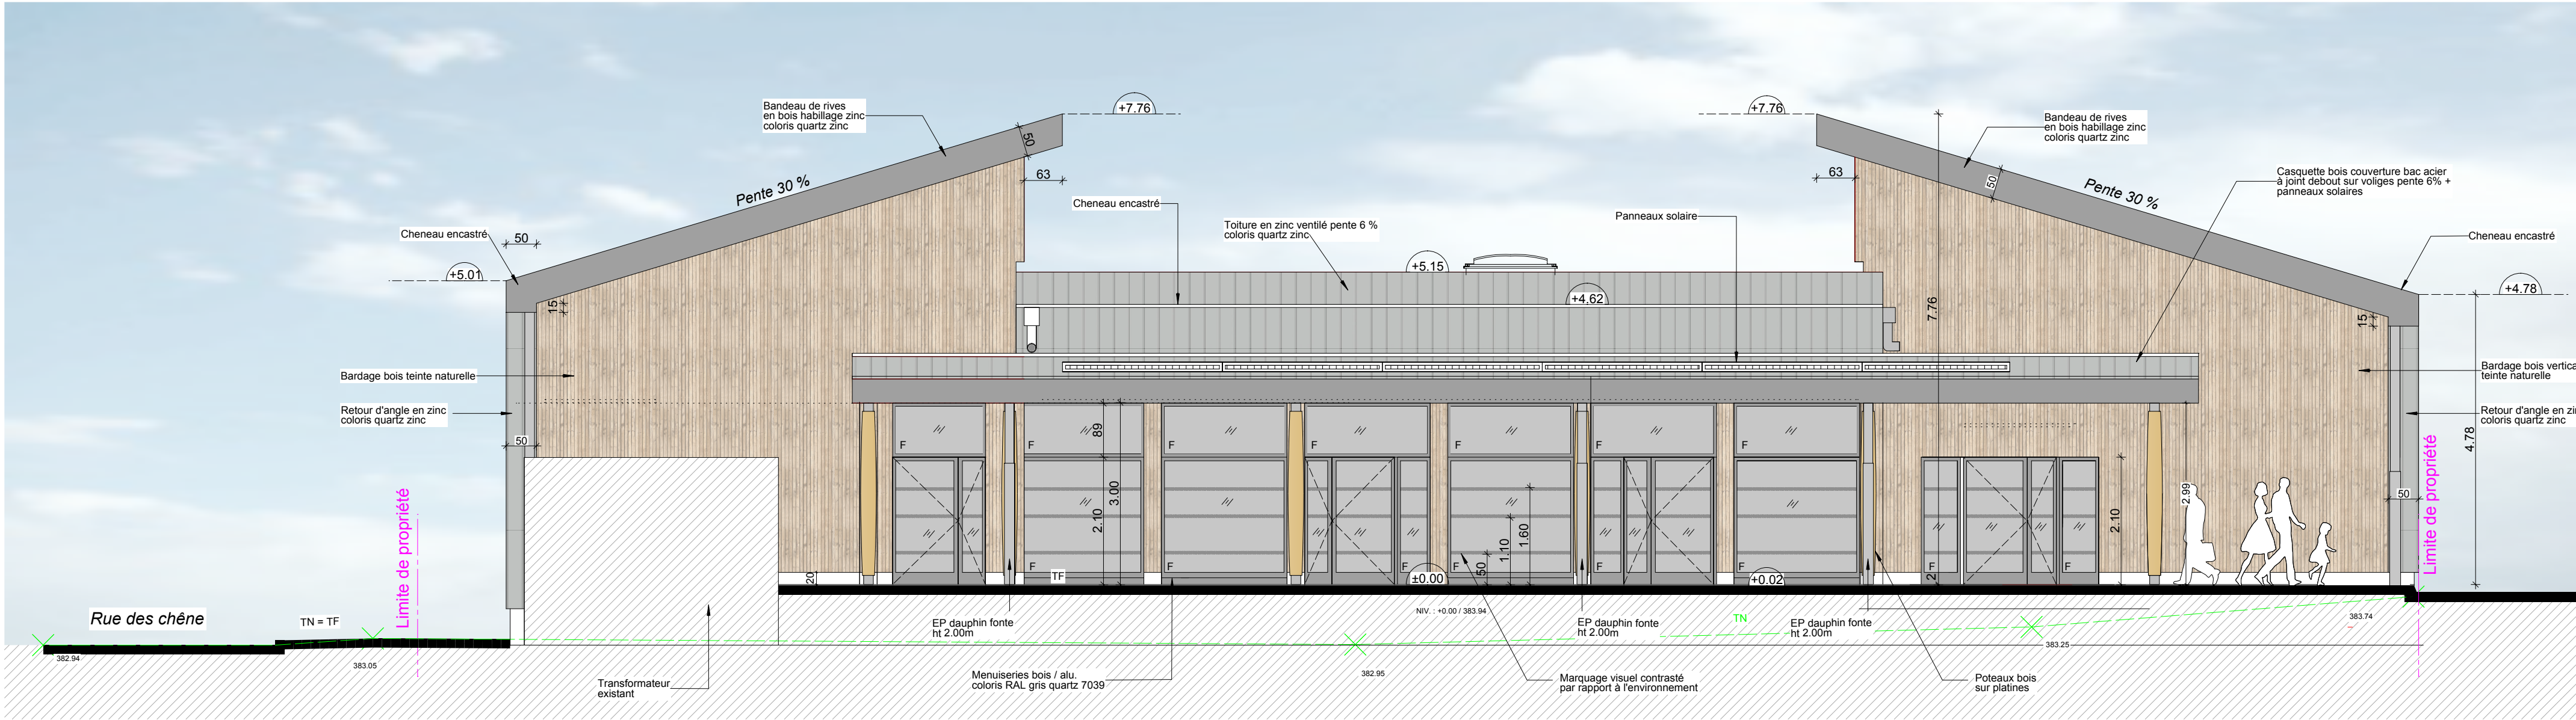 Bandeau de rives
en bois habillage zinc
coloris quartz zinc
+7.76
+7.76
Bandeau de rives
en bois habillage zinc
coloris quartz zinc
50
63
63
50
Pente 30 %
Pente 30 %
Casquette bois couverture bac acier
à joint debout sur voliges pente 6% +
panneaux solaires
Cheneau encastré
50
+5.01
Cheneau encastré
Toiture en zinc ventilé pente 6 %
coloris quartz zinc
Panneaux solaire
Cheneau encastré
+5.15
+4.62
+4.78
15
7.76
15
Bardage bois teinte naturelle
Bardage bois vertica
teinte naturelle
Retour d'angle en zinc
coloris quartz zinc
Retour d'angle en zi
coloris quartz zinc
50
4.78
F
F
F
F
F
F
F
89
3.00
2.10
1.60
1.10
50
2.99
2.10
50
Limite de propriété
Limite de propriété
F
F
F
F
F
F
F
F
F
20
TF
±0.00
+0.02
2
Rue des chêne
TN = TF
NIV. : +0.00 / 383.94
TN
383.74
EP dauphin fonte
ht 2.00m
EP dauphin fonte
ht 2.00m
EP dauphin fonte
ht 2.00m
382.94
383.05
382.95
383.25
Transformateur
existant
Menuiseries bois / alu.
coloris RAL gris quartz 7039
Marquage visuel contrasté
par rapport à l'environnement
Poteaux bois
sur platines